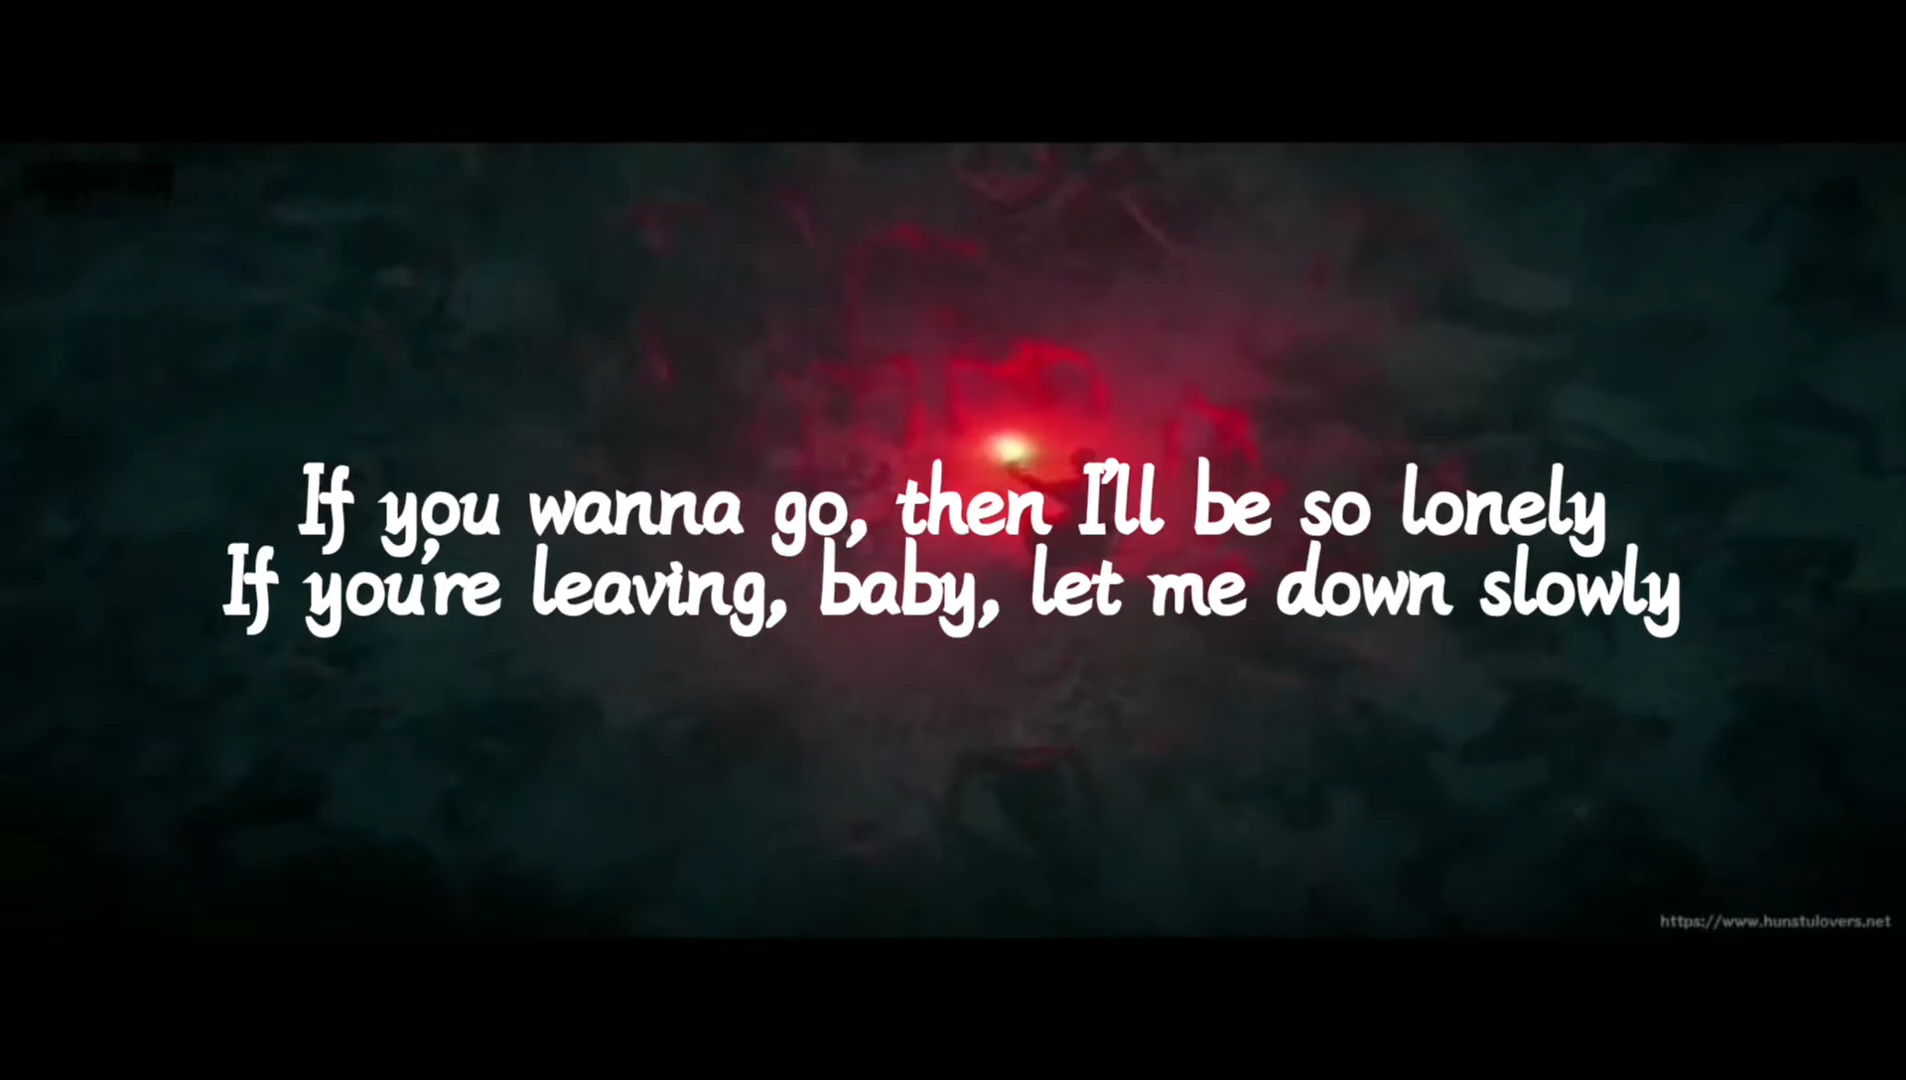 If you wanna go, then I'll be so lonely
If you're leaving, baby, let me down slowly
https://www.hunstulovers.net